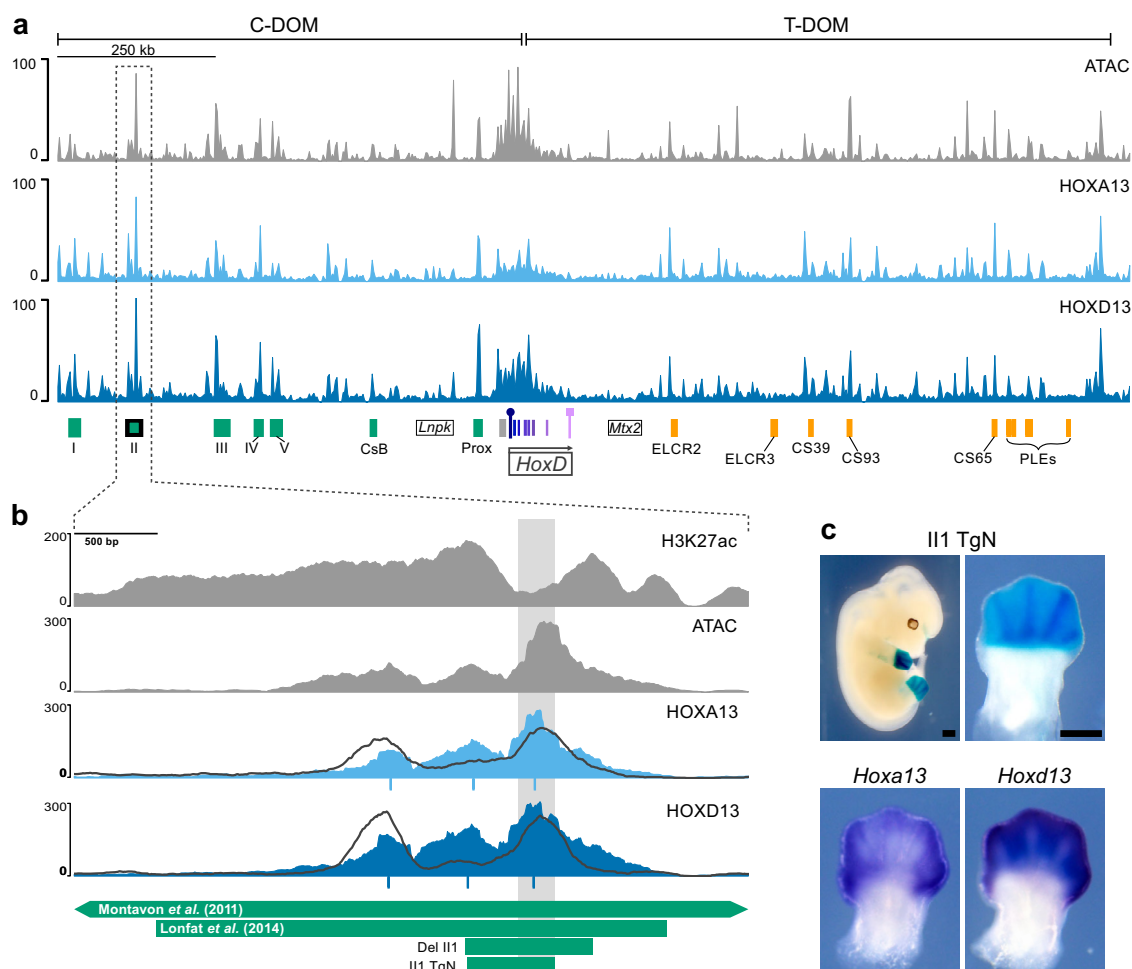 a
C-DOM T-DOM
250 kb
100 ATAC
0
100 HOXA13
0
100 HOXD13
0
I II III IV V CsB Lnpk Prox HoxD Mtx2 ELCR2 ELCR3 CS39 CS93 CS65 PLEs
b
500 bp
200 H3K27ac
0
300 ATAC
0
300 HOXA13
0
300 HOXD13
0
Montavon et al. (2011)
Lonfat et al. (2014)
Del II1
II1 TgN
c
II1 TgN
Hoxa13 Hoxd13